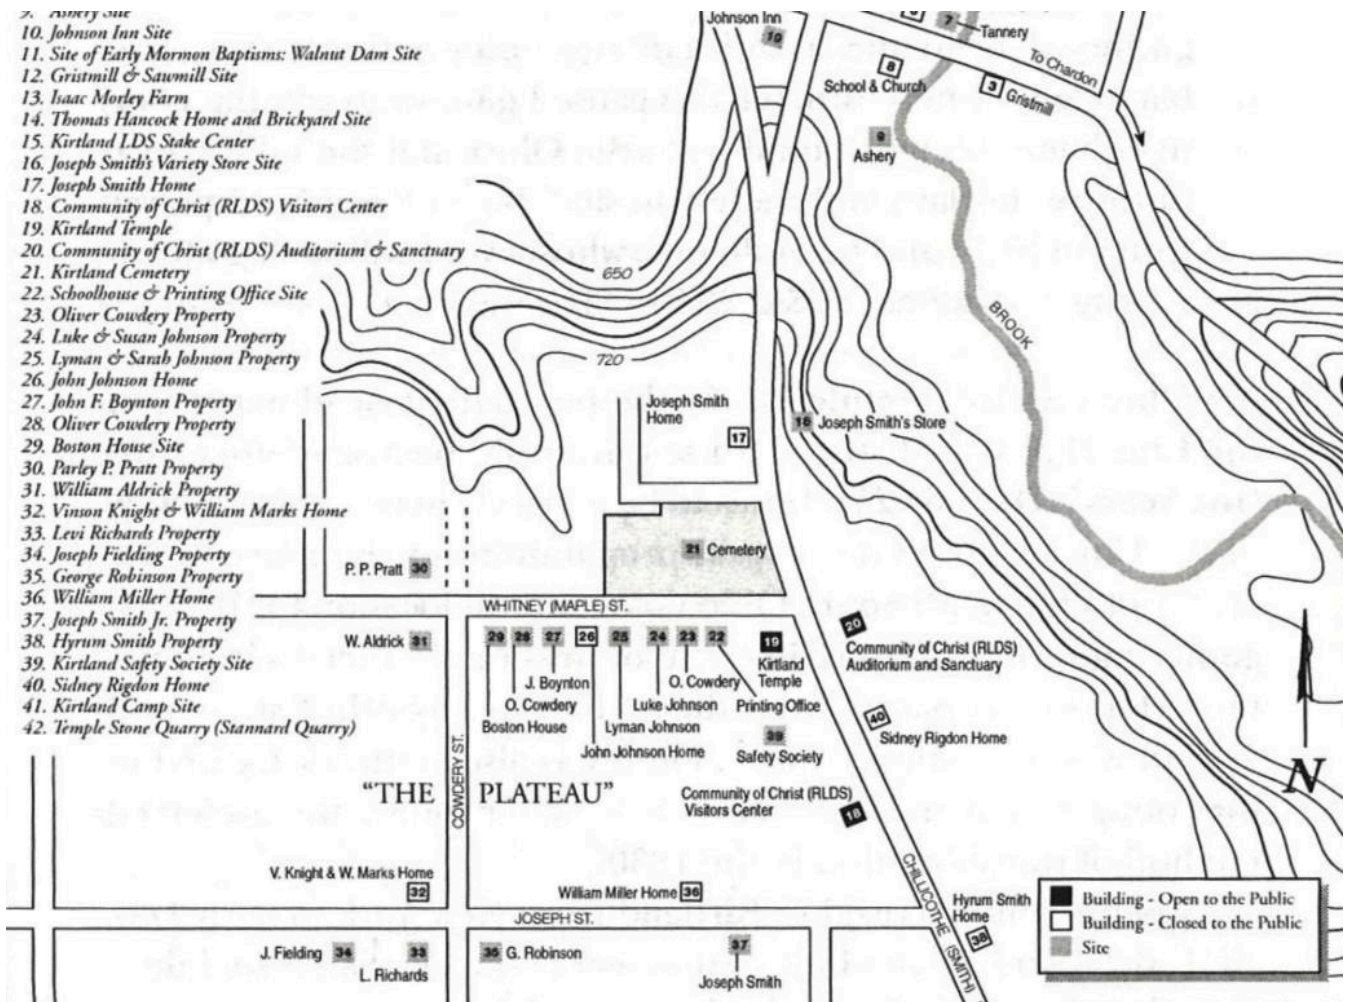 9. Ashery Site
10. Johnson Inn Site
11. Site of Early Mormon Baptisms: Walnut Dam Site
12. Gristmill & Sawmill Site
13. Isaac Morley Farm
14. Thomas Hancock Home and Brickyard Site
15. Kirtland LDS Stake Center
16. Joseph Smith's Variety Store Site
17. Joseph Smith Home
18. Community of Christ (RLDS) Visitors Center
19. Kirtland Temple
20. Community of Christ (RLDS) Auditorium & Sanctuary
21. Kirtland Cemetery
22. Schoolhouse & Printing Office Site
23. Oliver Cowdery Property
24. Luke & Susan Johnson Property
25. Lyman & Sarah Johnson Property
26. John Johnson Home
27. John F. Boynton Property
28. Oliver Cowdery Property
29. Boston House Site
30. Parley P. Pratt Property
31. William Aldrick Property
32. Vinson Knight & William Marks Home
33. Levi Richards Property
34. Joseph Fielding Property
35. George Robinson Property
36. William Miller Home
37. Joseph Smith Jr. Property
38. Hyrum Smith Property
39. Kirtland Safety Society Site
40. Sidney Rigdon Home
41. Kirtland Camp Site
42. Temple Stone Quarry (Stannard Quarry)
Johnson Inn
10
7
Tannery
To Chardon
8
School & Church
3 Gristmill
9
Ashery
650
720
BROOK
Joseph Smith
Home
17
16 Joseph Smith's Store
21 Cemetery
P. P. Pratt 30
WHITNEY (MAPLE) ST.
W. Aldrick 31
29 28 27 26 25 24 23 22
19
Kirtland
Temple
20
Community of Christ (RLDS)
Auditorium and Sanctuary
J. Boynton
O. Cowdery
O. Cowdery
Luke Johnson
Printing Office
Boston House
Lyman Johnson
John Johnson Home
39
Safety Society
40
Sidney Rigdon Home
COWDERY ST.
"THE PLATEAU"
Community of Christ (RLDS)
Visitors Center
18
CHILLICOTHE (SMITH)
V. Knight & W. Marks Home
32
William Miller Home 36
JOSEPH ST.
Hyrum Smith
Home
38
J. Fielding 34
33
L. Richards
35 G. Robinson
37
Joseph Smith
N
Building - Open to the Public
Building - Closed to the Public
Site